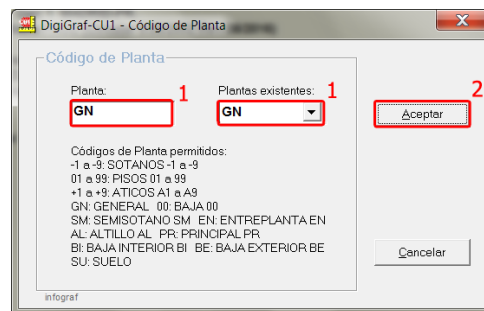 DigiGraf-CU1 - Código de Planta
Código de Planta
Planta: 1 Plantas existentes: 1
GN GN
2
Aceptar
Códigos de Planta permitidos:
-1 a -9: SOTANOS -1 a -9
01 a 99: PISOS 01 a 99
+1 a +9: ATICOS A1 a A9
GN: GENERAL 00: BAJA 00
SM: SEMISOTANO SM EN: ENTREPLANTA EN
AL: ALTILLO AL PR: PRINCIPAL PR
BI: BAJA INTERIOR BI BE: BAJA EXTERIOR BE
SU: SUELO
Cancelar
infograf